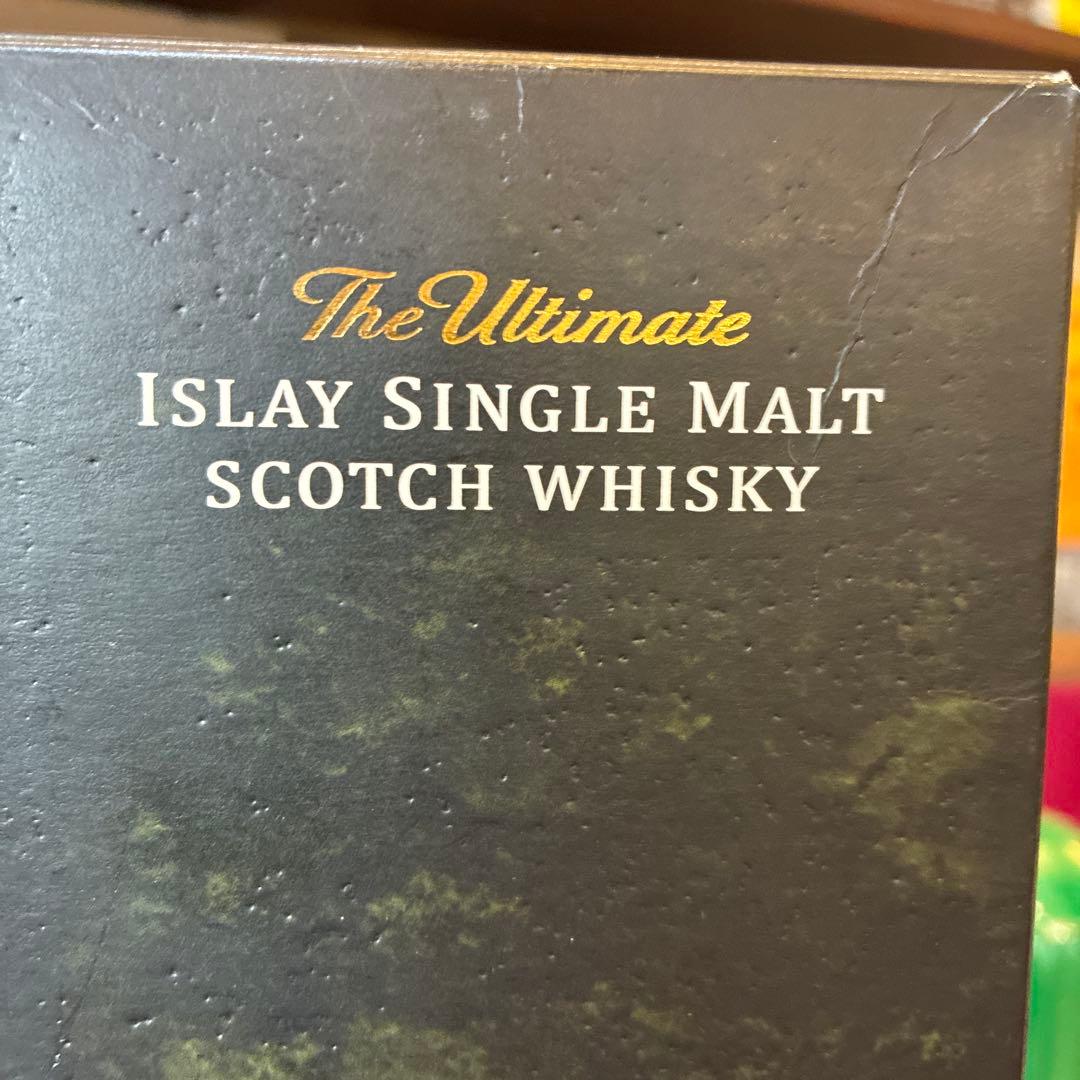 The Ultimate
ISLAY SINGLE MALT
SCOTCH WHISKY